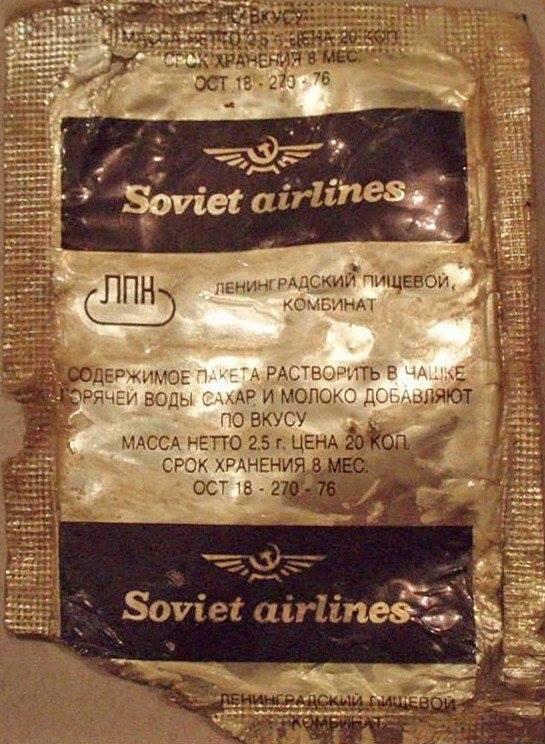 ПО ВКУСУ
МАССА НЕТТО 2,5 г. ЦЕНА 20 КОП.
СРОК ХРАНЕНИЯ 8 МЕС.
ОСТ 18 - 270 - 76
Soviet airlines
ЛПК
ЛЕНИНГРАДСКИЙ ПИЩЕВОЙ
КОМБИНАТ
СОДЕРЖИМОЕ ПАКЕТА РАСТВОРИТЬ В ЧАШКЕ
ГОРЯЧЕЙ ВОДЫ САХАР И МОЛОКО ДОБАВЛЯЮТ
ПО ВКУСУ
МАССА НЕТТО 2,5 г. ЦЕНА 20 КОП.
СРОК ХРАНЕНИЯ 8 МЕС.
ОСТ 18 - 270 - 76
Soviet airlines
ЛЕНИНГРАДСКИЙ ПИЩЕВОЙ
КОМБИНАТ